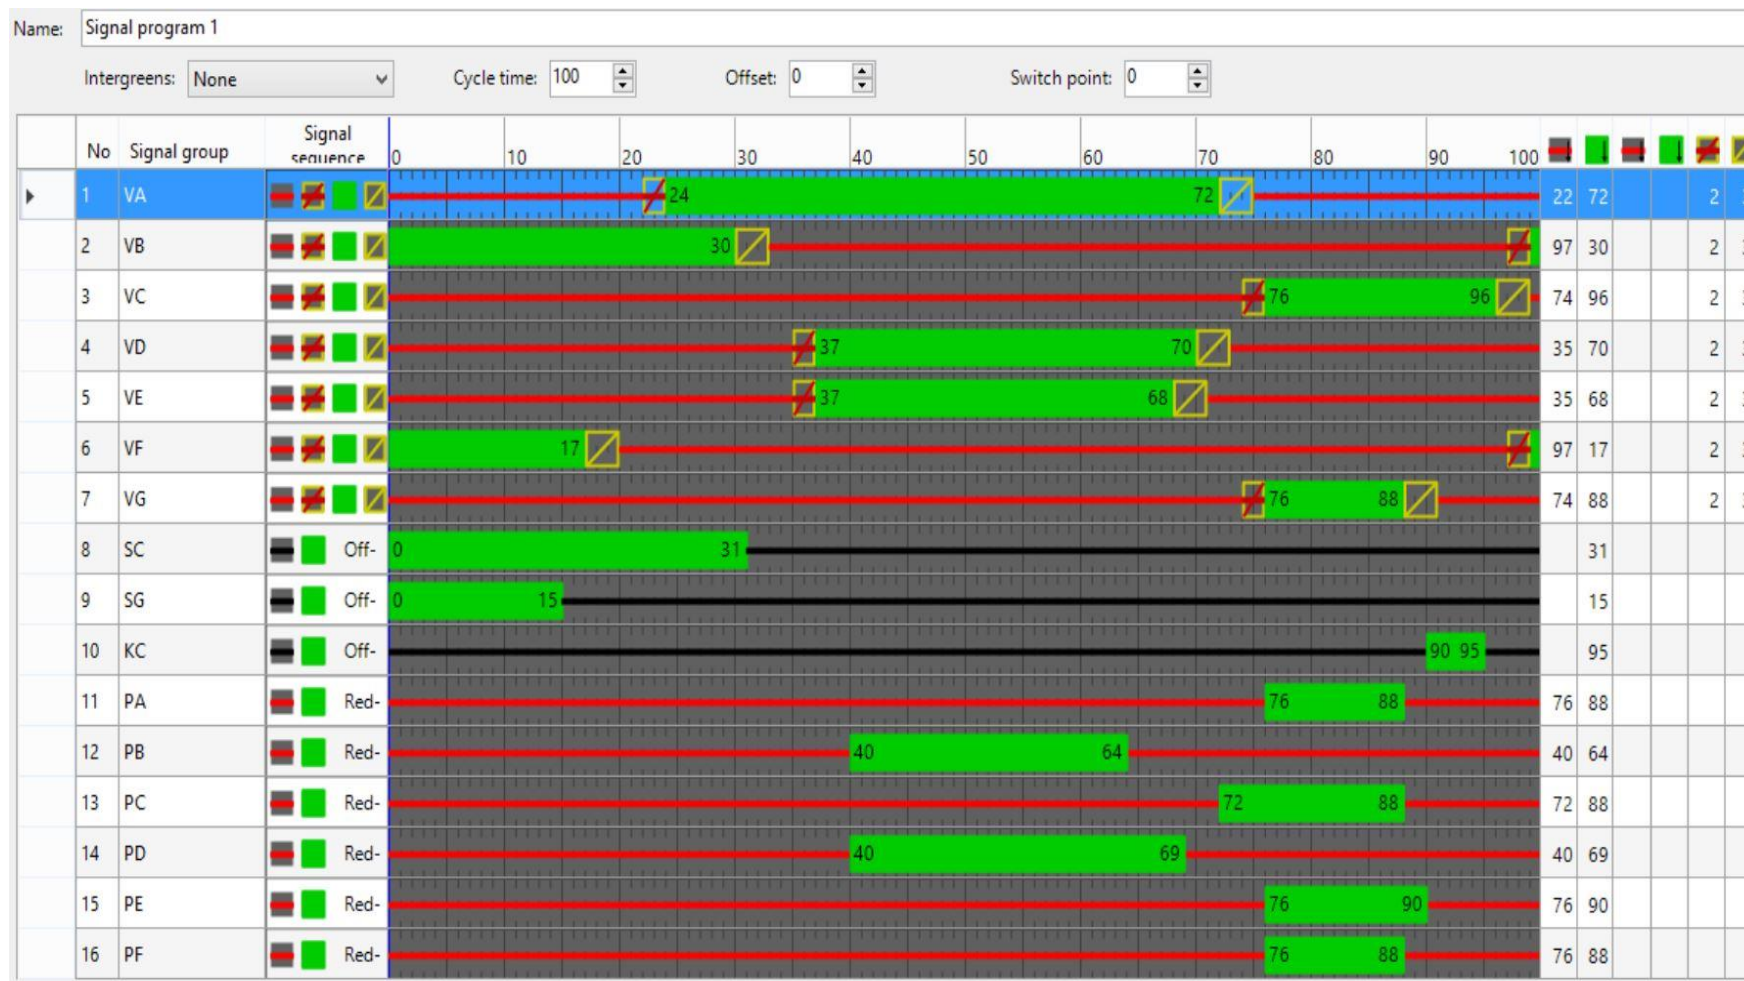 Name: Signal program 1
Intergreens: None Cycle time: 100 Offset: 0 Switch point: 0
No Signal group Signal sequence 0 10 20 30 40 50 60 70 80 90 100
1 VA 24 72 22 72 2
2 VB 30 97 30 2
3 VC 76 96 74 96 2
4 VD 37 70 35 70 2
5 VE 37 68 35 68 2
6 VF 17 97 17 2
7 VG 76 88 74 88 2
8 SC Off- 0 31 31
9 SG Off- 0 15 15
10 KC Off- 90 95 95
11 PA Red- 76 88 76 88
12 PB Red- 40 64 40 64
13 PC Red- 72 88 72 88
14 PD Red- 40 69 40 69
15 PE Red- 76 90 76 90
16 PF Red- 76 88 76 88